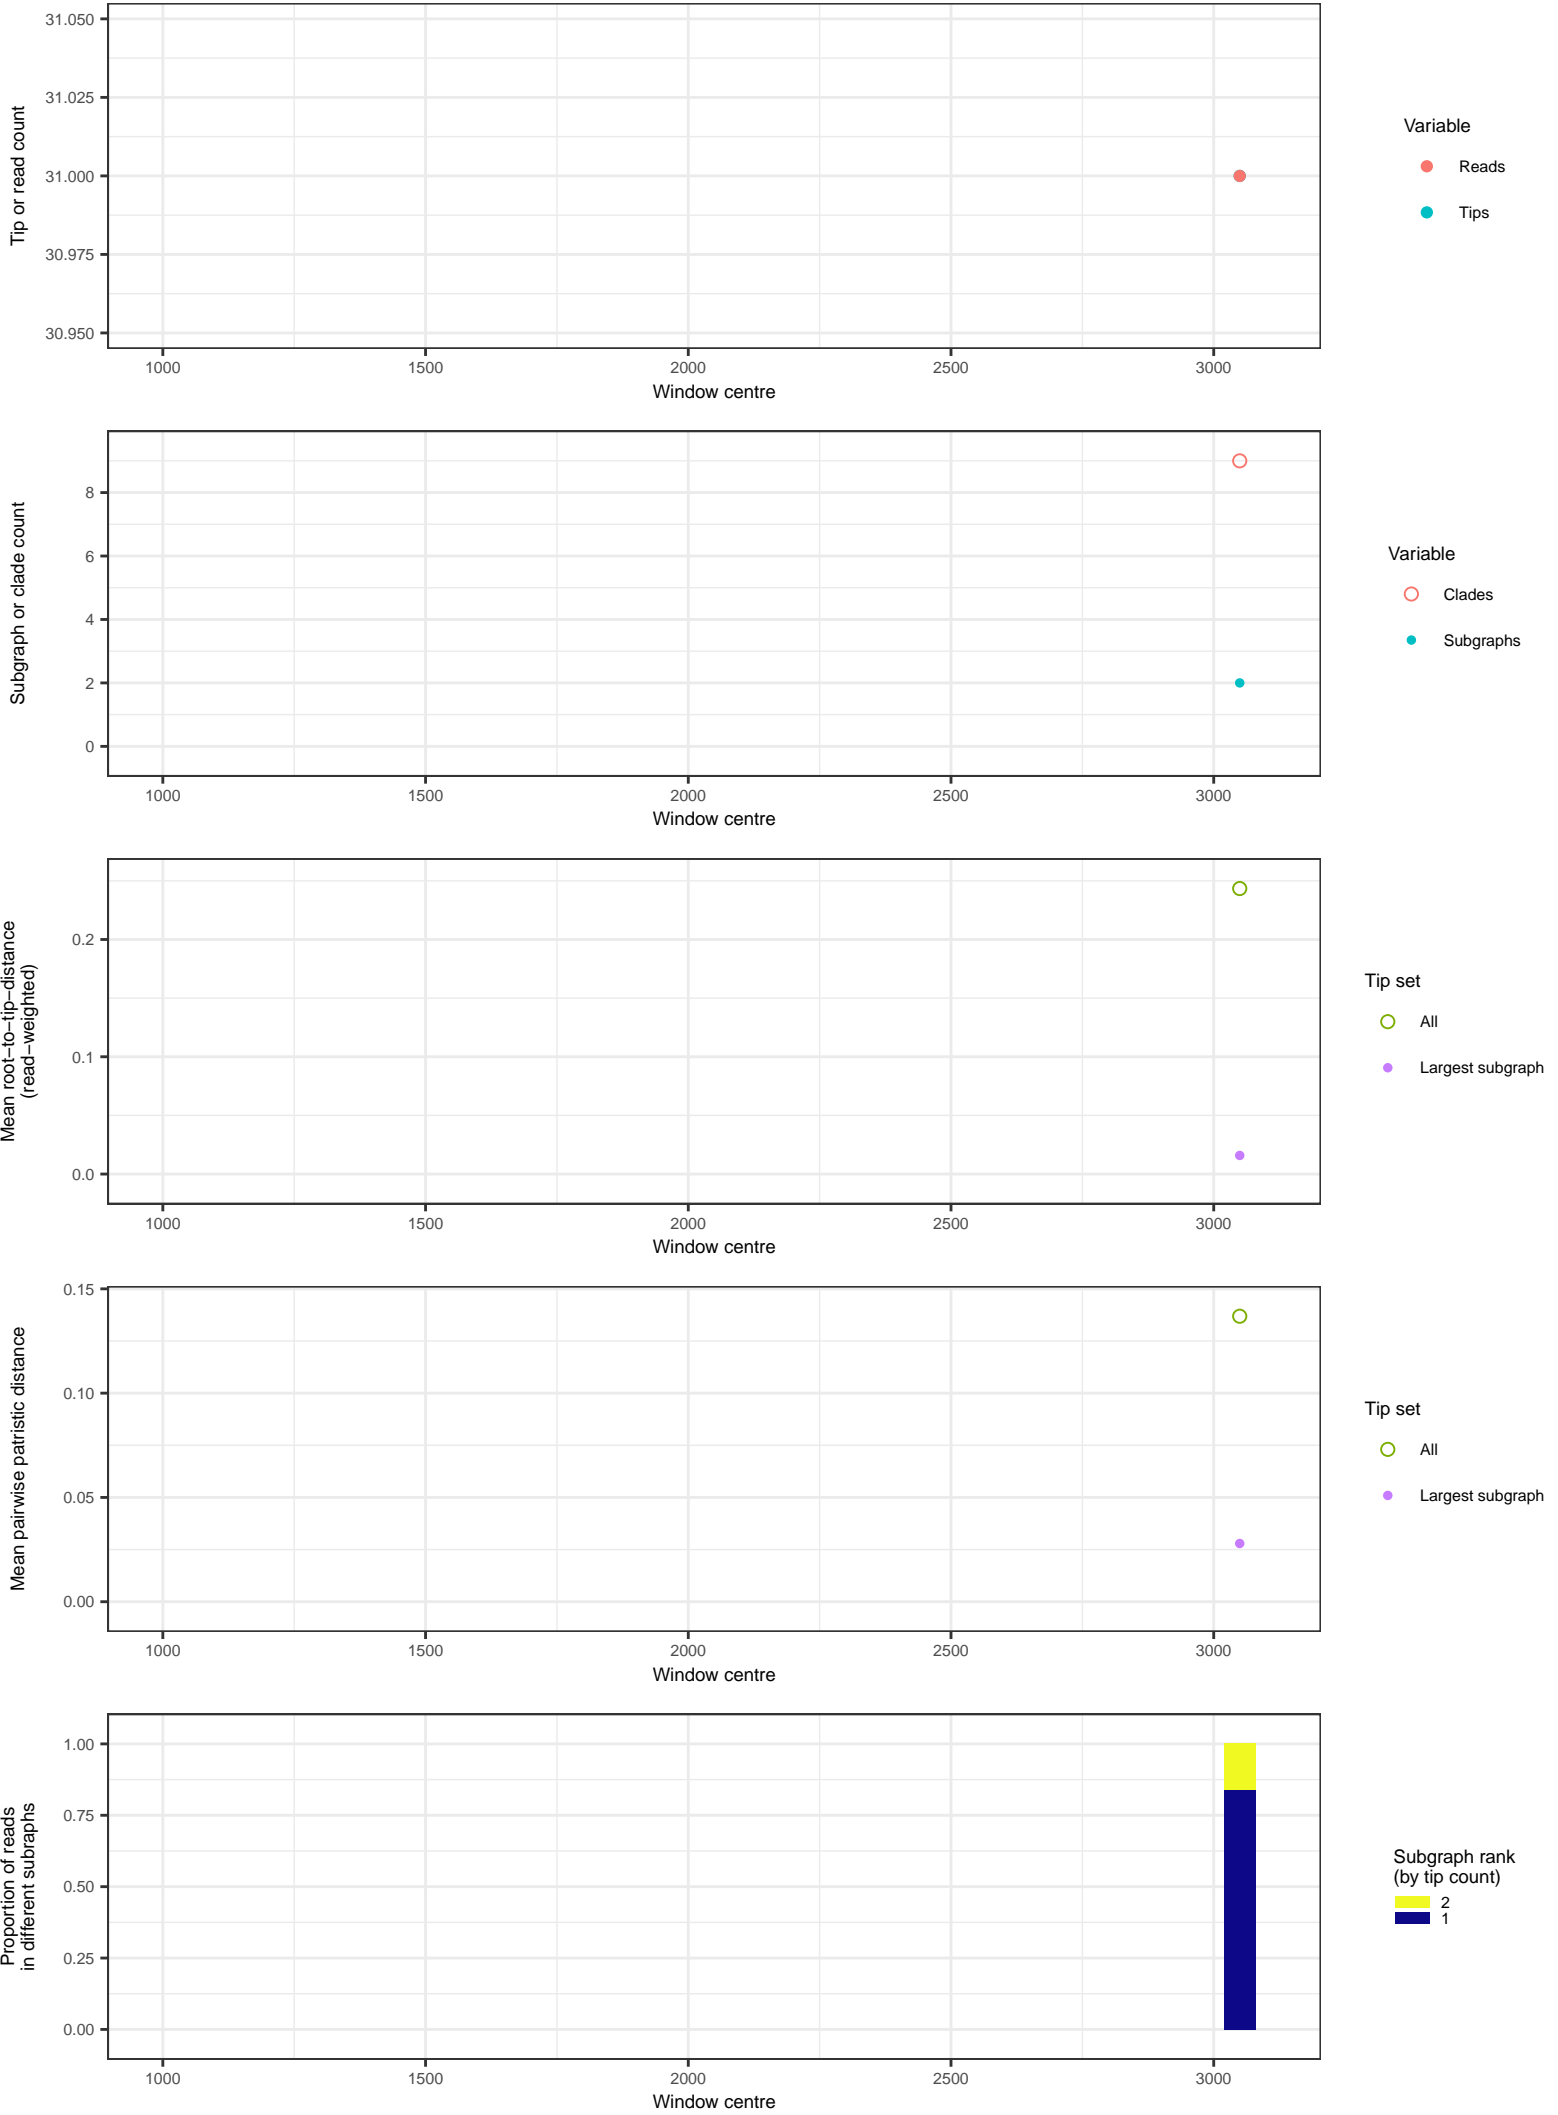 31.050
31.025
31.000
30.975
30.950
Tip or read count
1000 1500 2000 2500 3000
Window centre
Variable
Reads
Tips
8
6
4
2
0
Subgraph or clade count
1000 1500 2000 2500 3000
Window centre
Variable
Clades
Subgraphs
0.2
0.1
0.0
Mean root−to−tip−distance
(read−weighted)
1000 1500 2000 2500 3000
Window centre
Tip set
All
Largest subgraph
0.15
0.10
0.05
0.00
Mean pairwise patristic distance
1000 1500 2000 2500 3000
Window centre
Tip set
All
Largest subgraph
1.00
0.75
0.50
0.25
0.00
Proportion of reads
in different subraphs
1000 1500 2000 2500 3000
Window centre
Subgraph rank
(by tip count)
2
1